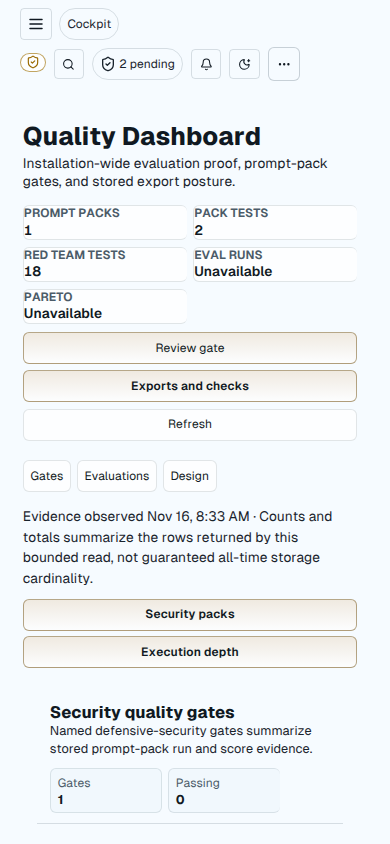 Cockpit
2 pending
Quality Dashboard
Installation-wide evaluation proof, prompt-pack
gates, and stored export posture.
PROMPT PACKS
1
PACK TESTS
2
RED TEAM TESTS
18
EVAL RUNS
Unavailable
PARETO
Unavailable
Review gate
Exports and checks
Refresh
Gates
Evaluations
Design
Evidence observed Nov 16, 8:33 AM · Counts and
totals summarize the rows returned by this
bounded read, not guaranteed all-time storage
cardinality.
Security packs
Execution depth
Security quality gates
Named defensive-security gates summarize
stored prompt-pack run and score evidence.
Gates
1
Passing
0